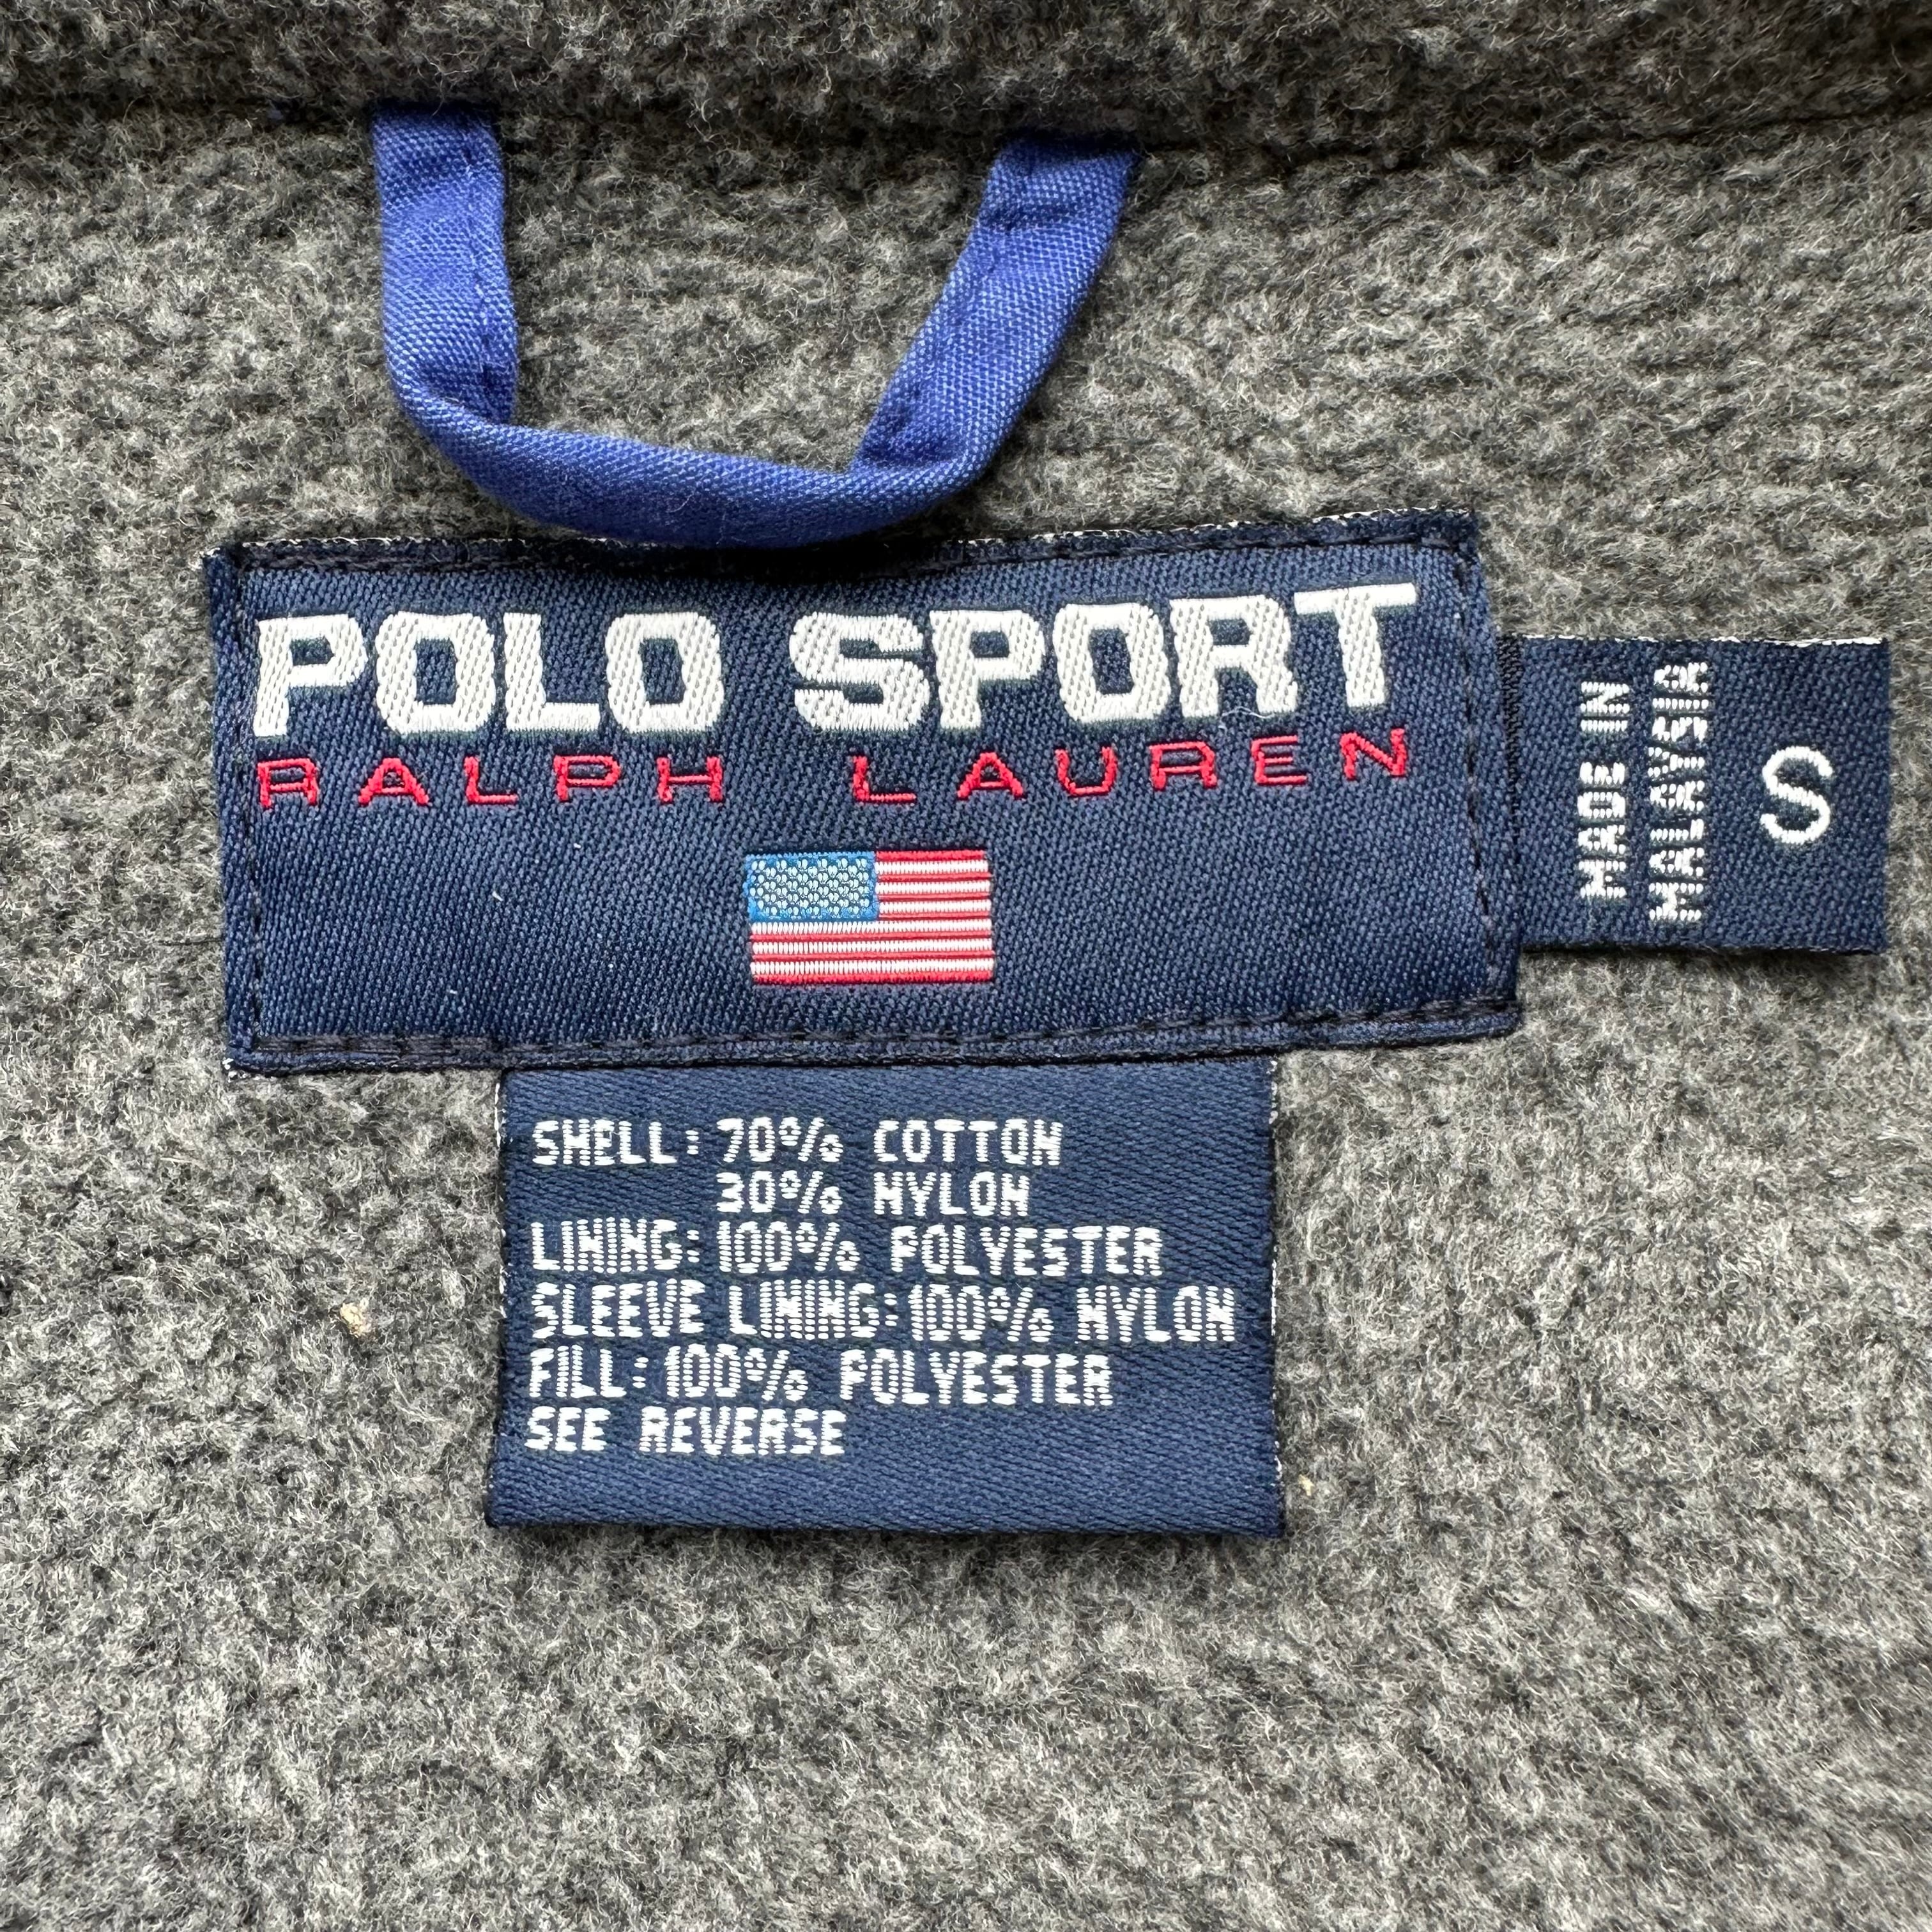 POLO SPORT
RALPH LAUREN
MADE IN
MALAYSIA
S
SHELL: 70% COTTON
30% NYLON
LINING: 100% POLYESTER
SLEEVE LINING: 100% NYLON
FILL: 100% POLYESTER
SEE REVERSE